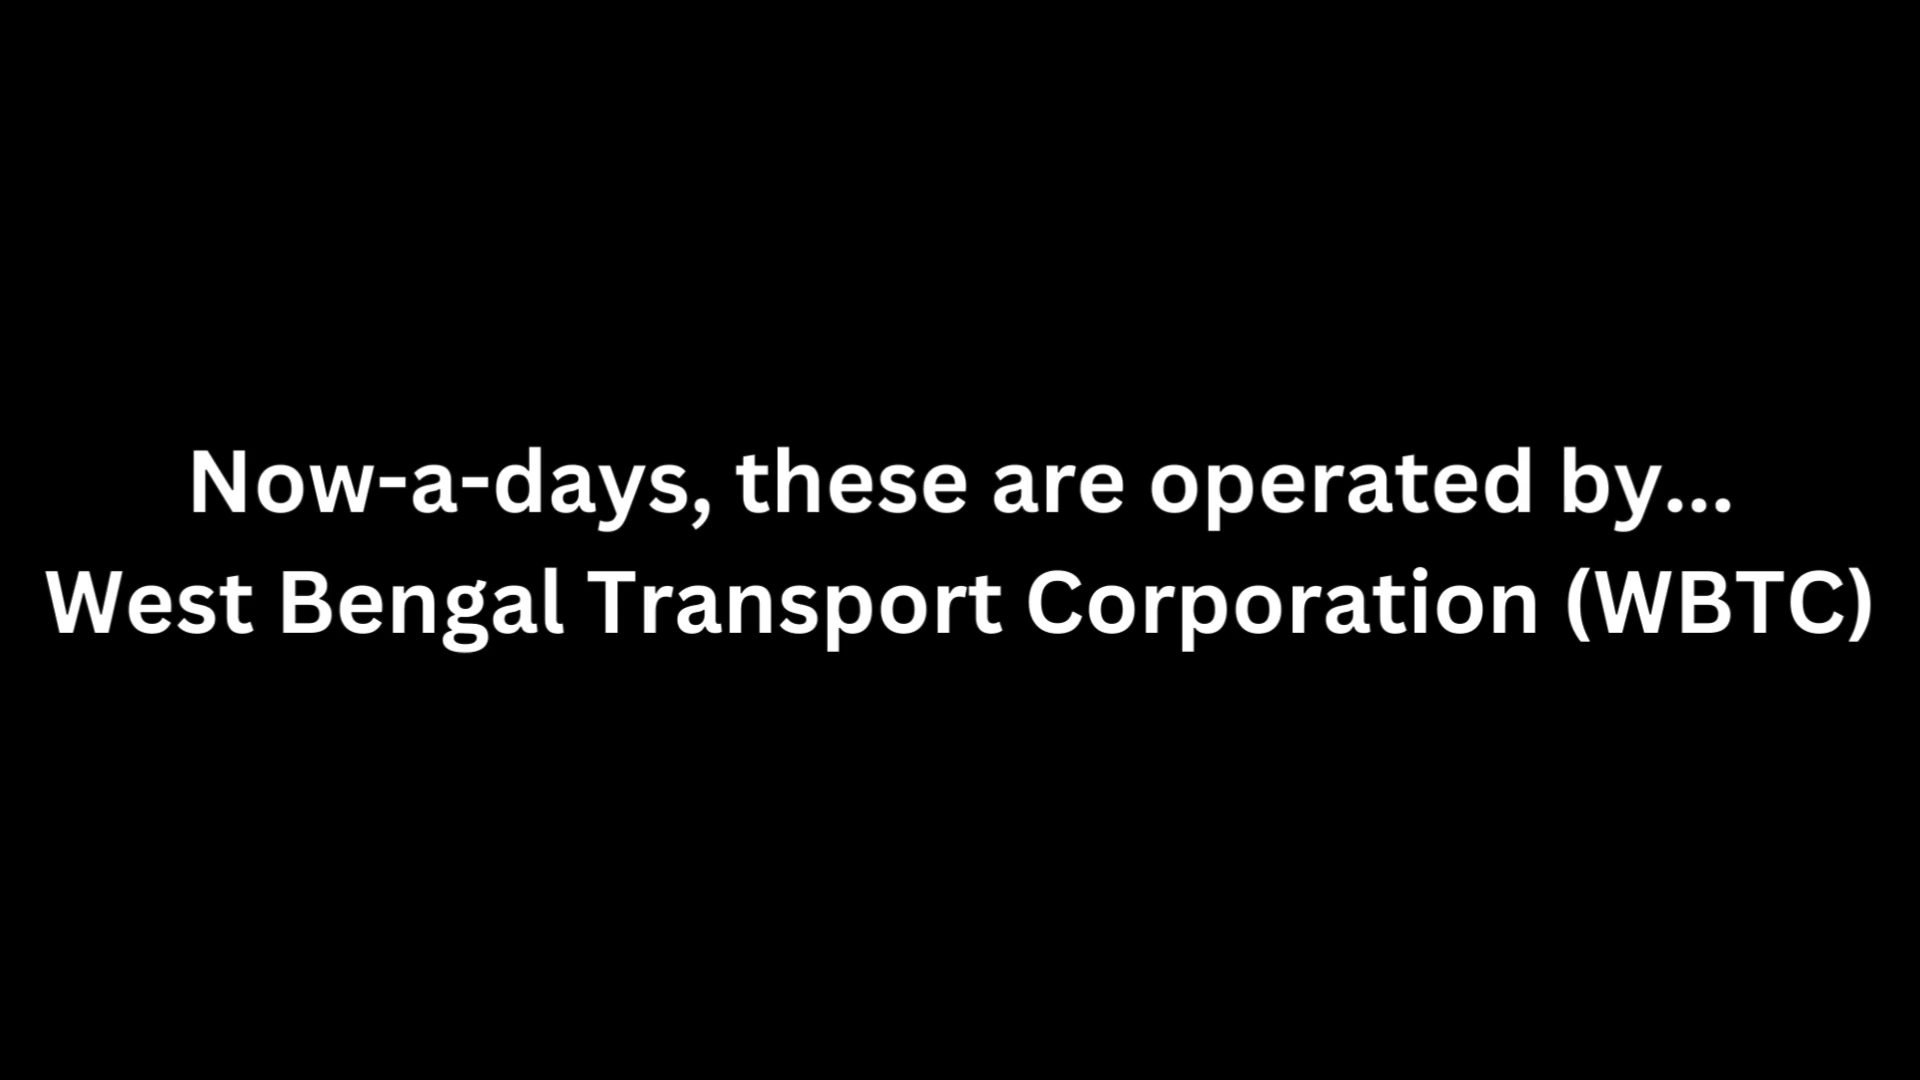 Now-a-days, these are operated by...
West Bengal Transport Corporation (WBTC)